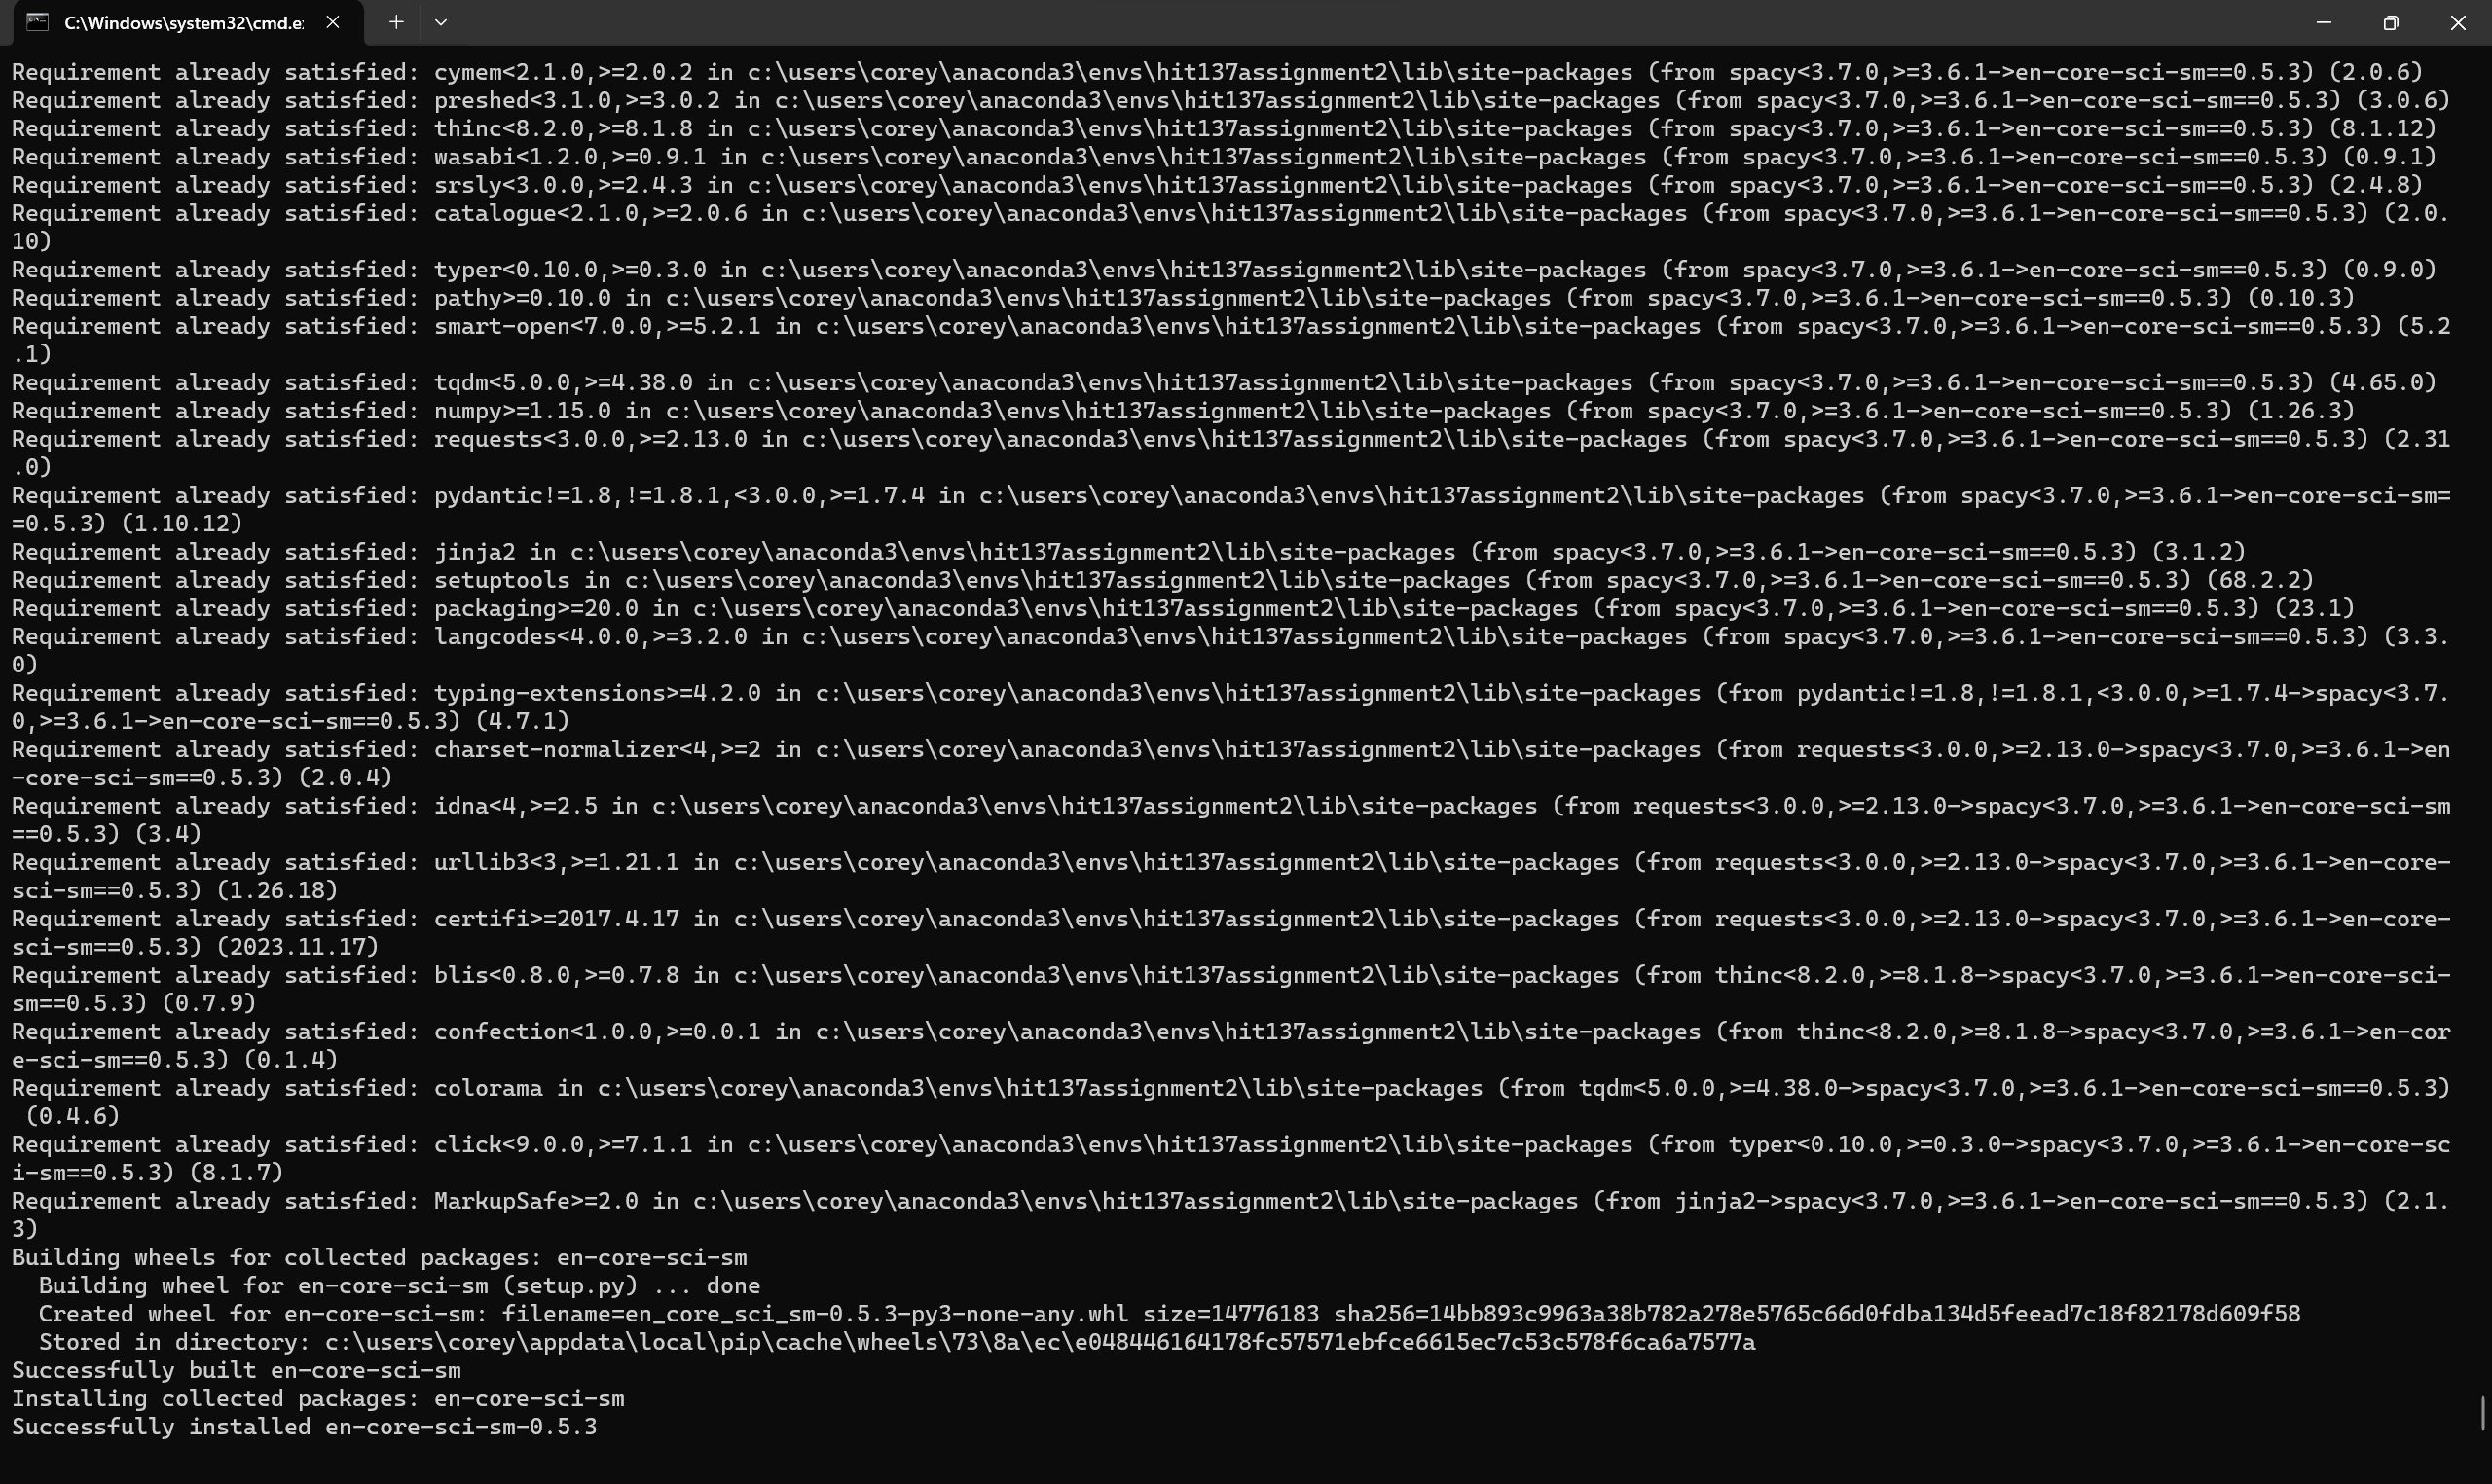 C:\Windows\system32\cmd.e
Requirement already satisfied: cymem<2.1.0,>=2.0.2 in c:\users\corey\anaconda3\envs\hit137assignment2\lib\site-packages (from spacy<3.7.0,>=3.6.1->en-core-sci-sm==0.5.3) (2.0.6)
Requirement already satisfied: preshed<3.1.0,>=3.0.2 in c:\users\corey\anaconda3\envs\hit137assignment2\lib\site-packages (from spacy<3.7.0,>=3.6.1->en-core-sci-sm==0.5.3) (3.0.6)
Requirement already satisfied: thinc<8.2.0,>=8.1.8 in c:\users\corey\anaconda3\envs\hit137assignment2\lib\site-packages (from spacy<3.7.0,>=3.6.1->en-core-sci-sm==0.5.3) (8.1.12)
Requirement already satisfied: wasabi<1.2.0,>=0.9.1 in c:\users\corey\anaconda3\envs\hit137assignment2\lib\site-packages (from spacy<3.7.0,>=3.6.1->en-core-sci-sm==0.5.3) (0.9.1)
Requirement already satisfied: srsly<3.0.0,>=2.4.3 in c:\users\corey\anaconda3\envs\hit137assignment2\lib\site-packages (from spacy<3.7.0,>=3.6.1->en-core-sci-sm==0.5.3) (2.4.8)
Requirement already satisfied: catalogue<2.1.0,>=2.0.6 in c:\users\corey\anaconda3\envs\hit137assignment2\lib\site-packages (from spacy<3.7.0,>=3.6.1->en-core-sci-sm==0.5.3) (2.0.
10)
Requirement already satisfied: typer<0.10.0,>=0.3.0 in c:\users\corey\anaconda3\envs\hit137assignment2\lib\site-packages (from spacy<3.7.0,>=3.6.1->en-core-sci-sm==0.5.3) (0.9.0)
Requirement already satisfied: pathy>=0.10.0 in c:\users\corey\anaconda3\envs\hit137assignment2\lib\site-packages (from spacy<3.7.0,>=3.6.1->en-core-sci-sm==0.5.3) (0.10.3)
Requirement already satisfied: smart-open<7.0.0,>=5.2.1 in c:\users\corey\anaconda3\envs\hit137assignment2\lib\site-packages (from spacy<3.7.0,>=3.6.1->en-core-sci-sm==0.5.3) (5.2
.1)
Requirement already satisfied: tqdm<5.0.0,>=4.38.0 in c:\users\corey\anaconda3\envs\hit137assignment2\lib\site-packages (from spacy<3.7.0,>=3.6.1->en-core-sci-sm==0.5.3) (4.65.0)
Requirement already satisfied: numpy>=1.15.0 in c:\users\corey\anaconda3\envs\hit137assignment2\lib\site-packages (from spacy<3.7.0,>=3.6.1->en-core-sci-sm==0.5.3) (1.26.3)
Requirement already satisfied: requests<3.0.0,>=2.13.0 in c:\users\corey\anaconda3\envs\hit137assignment2\lib\site-packages (from spacy<3.7.0,>=3.6.1->en-core-sci-sm==0.5.3) (2.31
.0)
Requirement already satisfied: pydantic!=1.8,!=1.8.1,<3.0.0,>=1.7.4 in c:\users\corey\anaconda3\envs\hit137assignment2\lib\site-packages (from spacy<3.7.0,>=3.6.1->en-core-sci-sm=
=0.5.3) (1.10.12)
Requirement already satisfied: jinja2 in c:\users\corey\anaconda3\envs\hit137assignment2\lib\site-packages (from spacy<3.7.0,>=3.6.1->en-core-sci-sm==0.5.3) (3.1.2)
Requirement already satisfied: setuptools in c:\users\corey\anaconda3\envs\hit137assignment2\lib\site-packages (from spacy<3.7.0,>=3.6.1->en-core-sci-sm==0.5.3) (68.2.2)
Requirement already satisfied: packaging>=20.0 in c:\users\corey\anaconda3\envs\hit137assignment2\lib\site-packages (from spacy<3.7.0,>=3.6.1->en-core-sci-sm==0.5.3) (23.1)
Requirement already satisfied: langcodes<4.0.0,>=3.2.0 in c:\users\corey\anaconda3\envs\hit137assignment2\lib\site-packages (from spacy<3.7.0,>=3.6.1->en-core-sci-sm==0.5.3) (3.3.
0)
Requirement already satisfied: typing-extensions>=4.2.0 in c:\users\corey\anaconda3\envs\hit137assignment2\lib\site-packages (from pydantic!=1.8,!=1.8.1,<3.0.0,>=1.7.4->spacy<3.7.
0,>=3.6.1->en-core-sci-sm==0.5.3) (4.7.1)
Requirement already satisfied: charset-normalizer<4,>=2 in c:\users\corey\anaconda3\envs\hit137assignment2\lib\site-packages (from requests<3.0.0,>=2.13.0->spacy<3.7.0,>=3.6.1->en
-core-sci-sm==0.5.3) (2.0.4)
Requirement already satisfied: idna<4,>=2.5 in c:\users\corey\anaconda3\envs\hit137assignment2\lib\site-packages (from requests<3.0.0,>=2.13.0->spacy<3.7.0,>=3.6.1->en-core-sci-sm
==0.5.3) (3.4)
Requirement already satisfied: urllib3<3,>=1.21.1 in c:\users\corey\anaconda3\envs\hit137assignment2\lib\site-packages (from requests<3.0.0,>=2.13.0->spacy<3.7.0,>=3.6.1->en-core-
sci-sm==0.5.3) (1.26.18)
Requirement already satisfied: certifi>=2017.4.17 in c:\users\corey\anaconda3\envs\hit137assignment2\lib\site-packages (from requests<3.0.0,>=2.13.0->spacy<3.7.0,>=3.6.1->en-core-
sci-sm==0.5.3) (2023.11.17)
Requirement already satisfied: blis<0.8.0,>=0.7.8 in c:\users\corey\anaconda3\envs\hit137assignment2\lib\site-packages (from thinc<8.2.0,>=8.1.8->spacy<3.7.0,>=3.6.1->en-core-sci-
sm==0.5.3) (0.7.9)
Requirement already satisfied: confection<1.0.0,>=0.0.1 in c:\users\corey\anaconda3\envs\hit137assignment2\lib\site-packages (from thinc<8.2.0,>=8.1.8->spacy<3.7.0,>=3.6.1->en-cor
e-sci-sm==0.5.3) (0.1.4)
Requirement already satisfied: colorama in c:\users\corey\anaconda3\envs\hit137assignment2\lib\site-packages (from tqdm<5.0.0,>=4.38.0->spacy<3.7.0,>=3.6.1->en-core-sci-sm==0.5.3)
 (0.4.6)
Requirement already satisfied: click<9.0.0,>=7.1.1 in c:\users\corey\anaconda3\envs\hit137assignment2\lib\site-packages (from typer<0.10.0,>=0.3.0->spacy<3.7.0,>=3.6.1->en-core-sc
i-sm==0.5.3) (8.1.7)
Requirement already satisfied: MarkupSafe>=2.0 in c:\users\corey\anaconda3\envs\hit137assignment2\lib\site-packages (from jinja2->spacy<3.7.0,>=3.6.1->en-core-sci-sm==0.5.3) (2.1.
3)
Building wheels for collected packages: en-core-sci-sm
  Building wheel for en-core-sci-sm (setup.py) ... done
  Created wheel for en-core-sci-sm: filename=en_core_sci_sm-0.5.3-py3-none-any.whl size=14776183 sha256=14bb893c9963a38b782a278e5765c66d0fdba134d5feead7c18f82178d609f58
  Stored in directory: c:\users\corey\appdata\local\pip\cache\wheels\73\8a\ec\e048446164178fc57571ebfce6615ec7c53c578f6ca6a7577a
Successfully built en-core-sci-sm
Installing collected packages: en-core-sci-sm
Successfully installed en-core-sci-sm-0.5.3